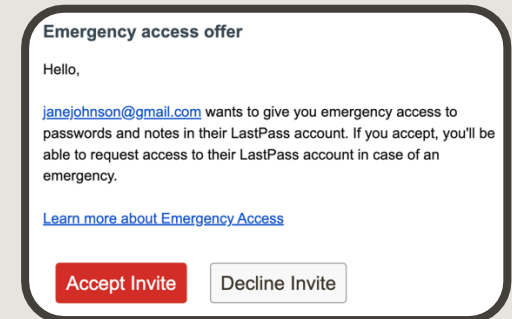 Emergency access offer
Hello,
janejohnson@gmail.com wants to give you emergency access to
passwords and notes in their LastPass account. If you accept, you'll be
able to request access to their LastPass account in case of an
emergency.
Learn more about Emergency Access
Accept Invite Decline Invite